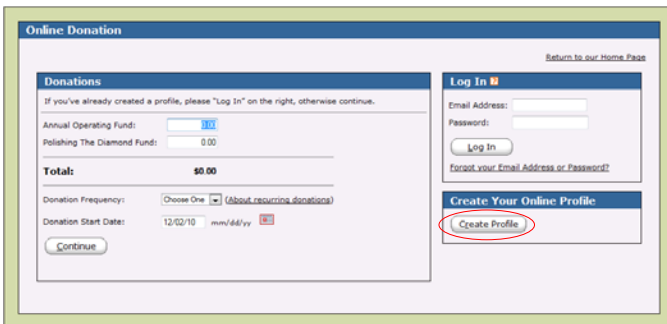 Online Donation
Return to our Home Page
Donations
If you've already created a profile, please "Log In" on the right, otherwise continue.
Annual Operating Fund: 0.00
Polishing The Diamond Fund: 0.00
Total: $0.00
Donation Frequency: Choose One (About recurring donations)
Donation Start Date: 12/02/10 mm/dd/yy
Continue
Log In ?
Email Address:
Password:
Log In
Forgot your Email Address or Password?
Create Your Online Profile
Create Profile